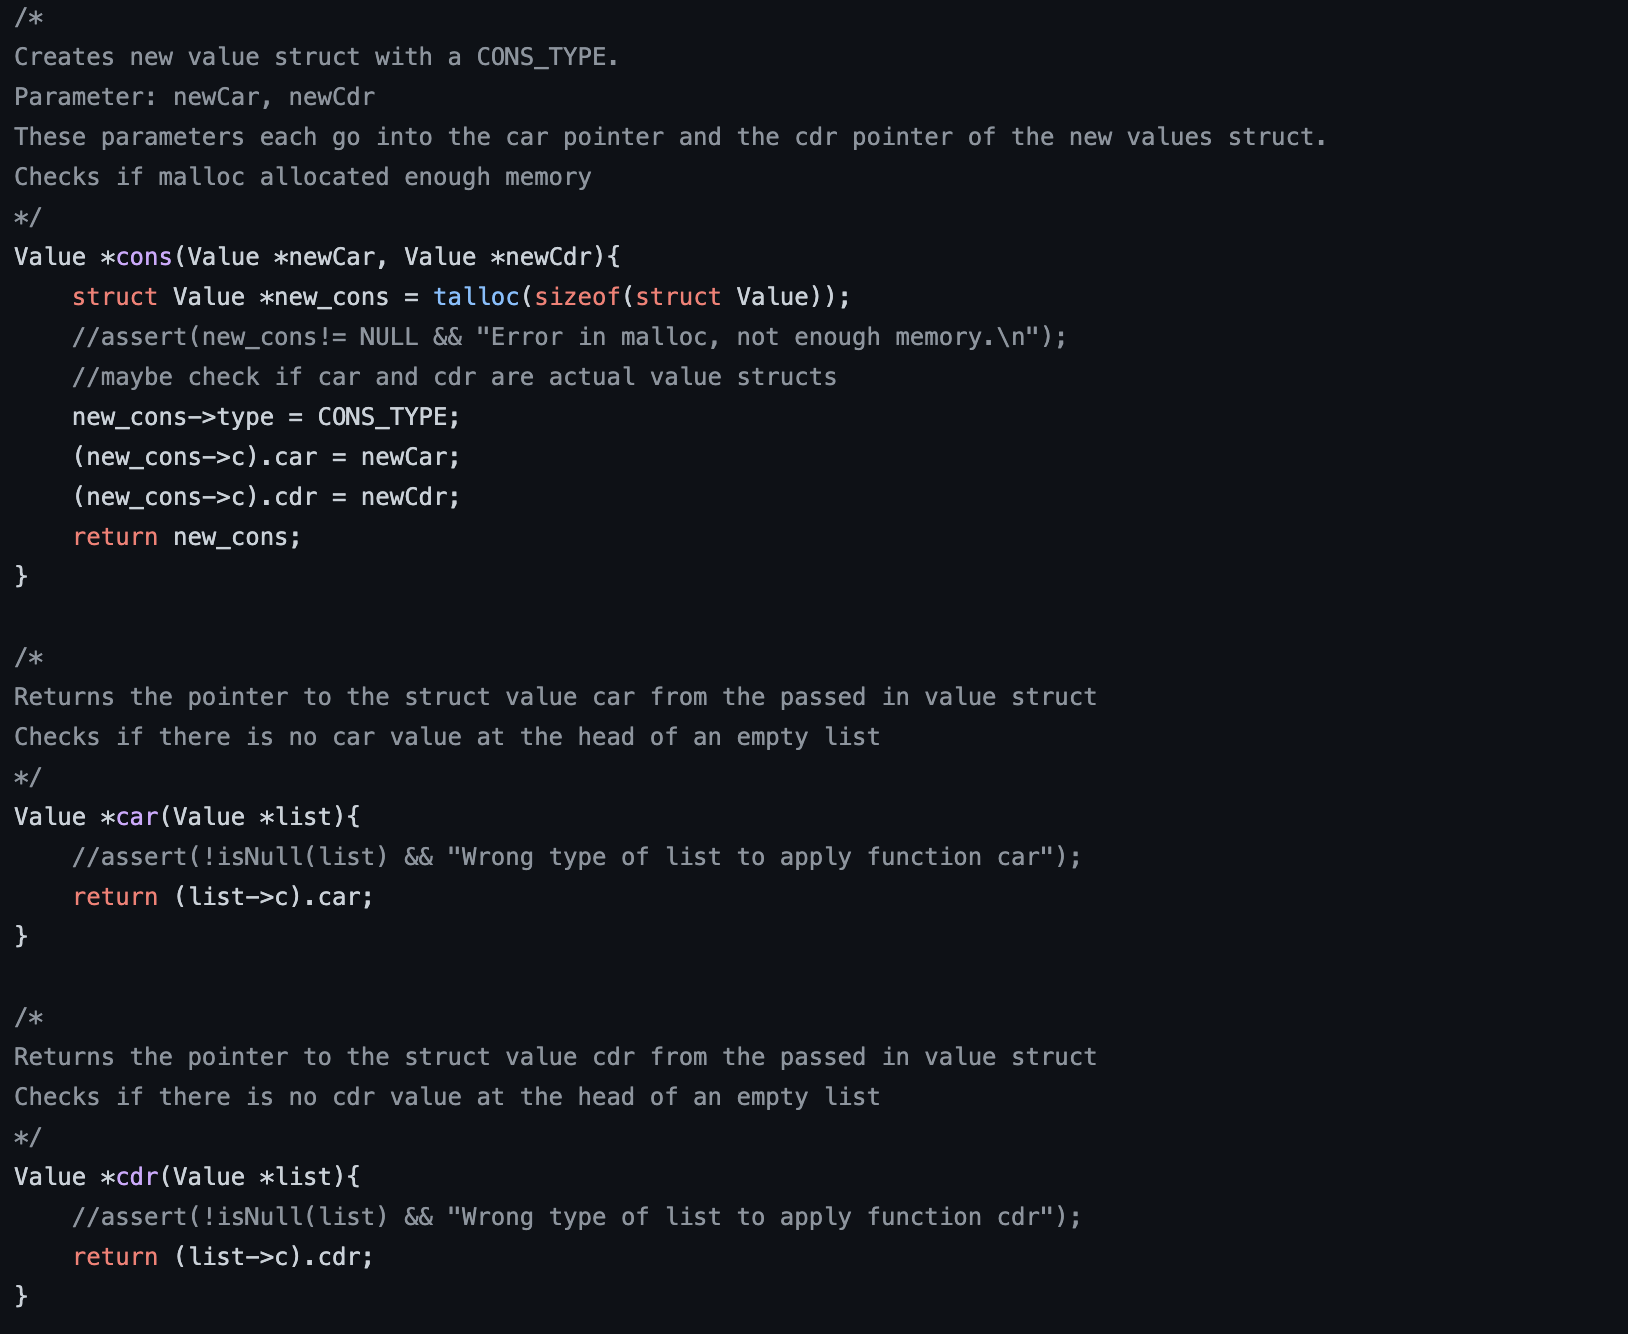 /*
Creates new value struct with a CONS_TYPE.
Parameter: newCar, newCdr
These parameters each go into the car pointer and the cdr pointer of the new values struct.
Checks if malloc allocated enough memory
*/
Value *cons(Value *newCar, Value *newCdr){
    struct Value *new_cons = talloc(sizeof(struct Value));
    //assert(new_cons!= NULL && "Error in malloc, not enough memory.\n");
    //maybe check if car and cdr are actual value structs
    new_cons->type = CONS_TYPE;
    (new_cons->c).car = newCar;
    (new_cons->c).cdr = newCdr;
    return new_cons;
}

/*
Returns the pointer to the struct value car from the passed in value struct
Checks if there is no car value at the head of an empty list
*/
Value *car(Value *list){
    //assert(!isNull(list) && "Wrong type of list to apply function car");
    return (list->c).car;
}

/*
Returns the pointer to the struct value cdr from the passed in value struct
Checks if there is no cdr value at the head of an empty list
*/
Value *cdr(Value *list){
    //assert(!isNull(list) && "Wrong type of list to apply function cdr");
    return (list->c).cdr;
}